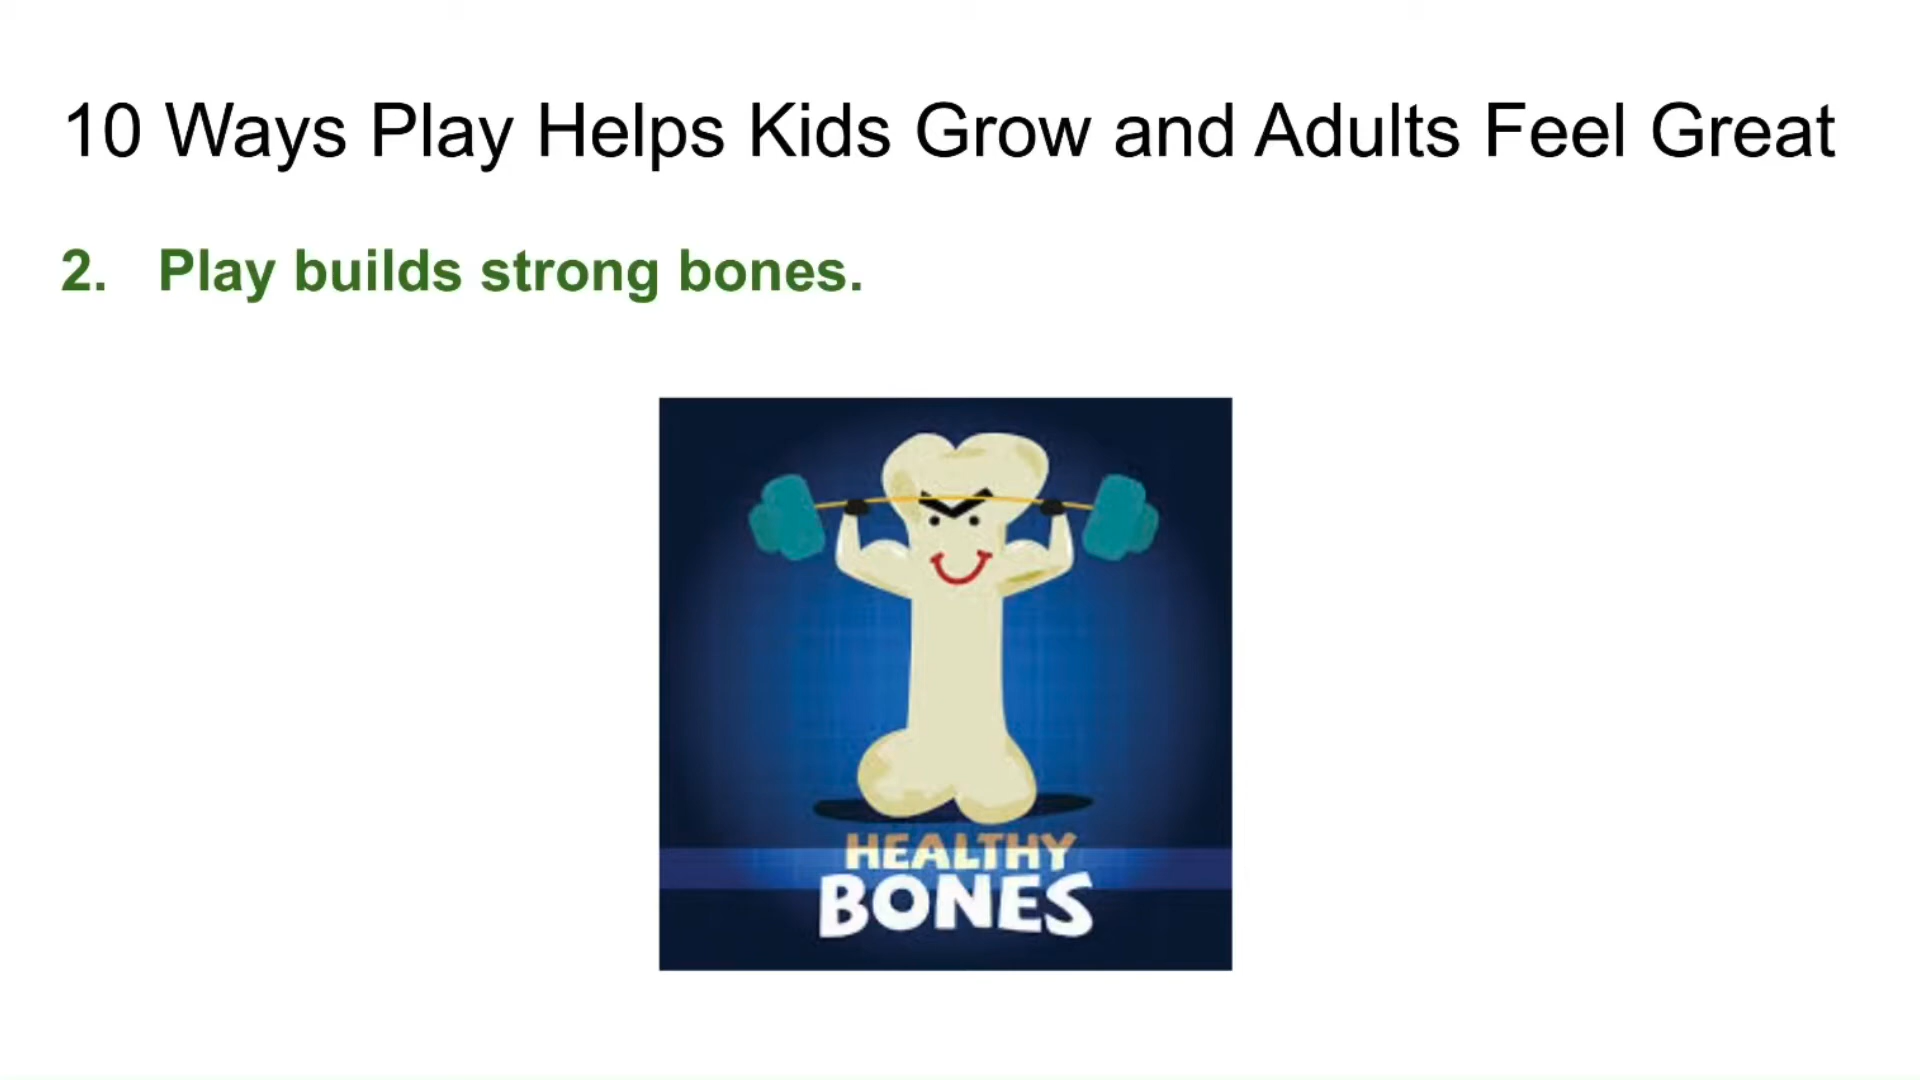 10 Ways Play Helps Kids Grow and Adults Feel Great
2. Play builds strong bones.
HEALTHY
BONES